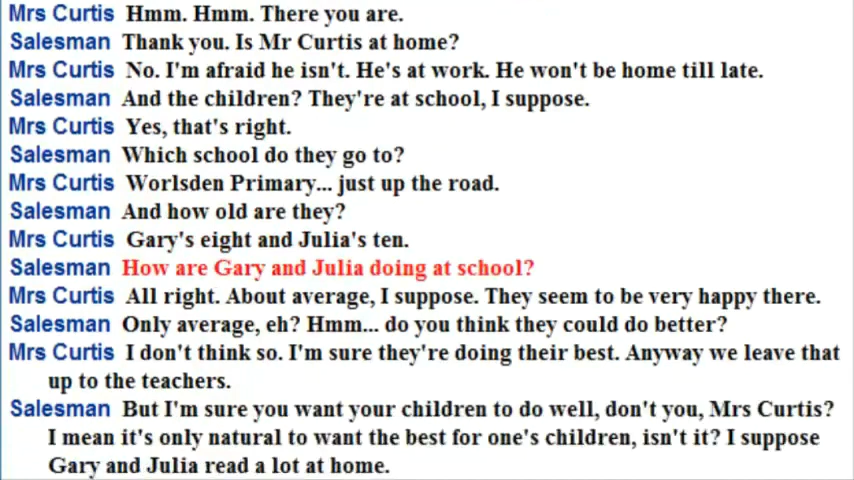 Mrs Curtis Hmm. Hmm. There you are.
Salesman Thank you. Is Mr Curtis at home?
Mrs Curtis No. I'm afraid he isn't. He's at work. He won't be home till late.
Salesman And the children? They're at school, I suppose.
Mrs Curtis Yes, that's right.
Salesman Which school do they go to?
Mrs Curtis Worlsden Primary... just up the road.
Salesman And how old are they?
Mrs Curtis Gary's eight and Julia's ten.
Salesman How are Gary and Julia doing at school?
Mrs Curtis All right. About average, I suppose. They seem to be very happy there.
Salesman Only average, eh? Hmm... do you think they could do better?
Mrs Curtis I don't think so. I'm sure they're doing their best. Anyway we leave that
up to the teachers.
Salesman But I'm sure you want your children to do well, don't you, Mrs Curtis?
I mean it's only natural to want the best for one's children, isn't it? I suppose
Gary and Julia read a lot at home.